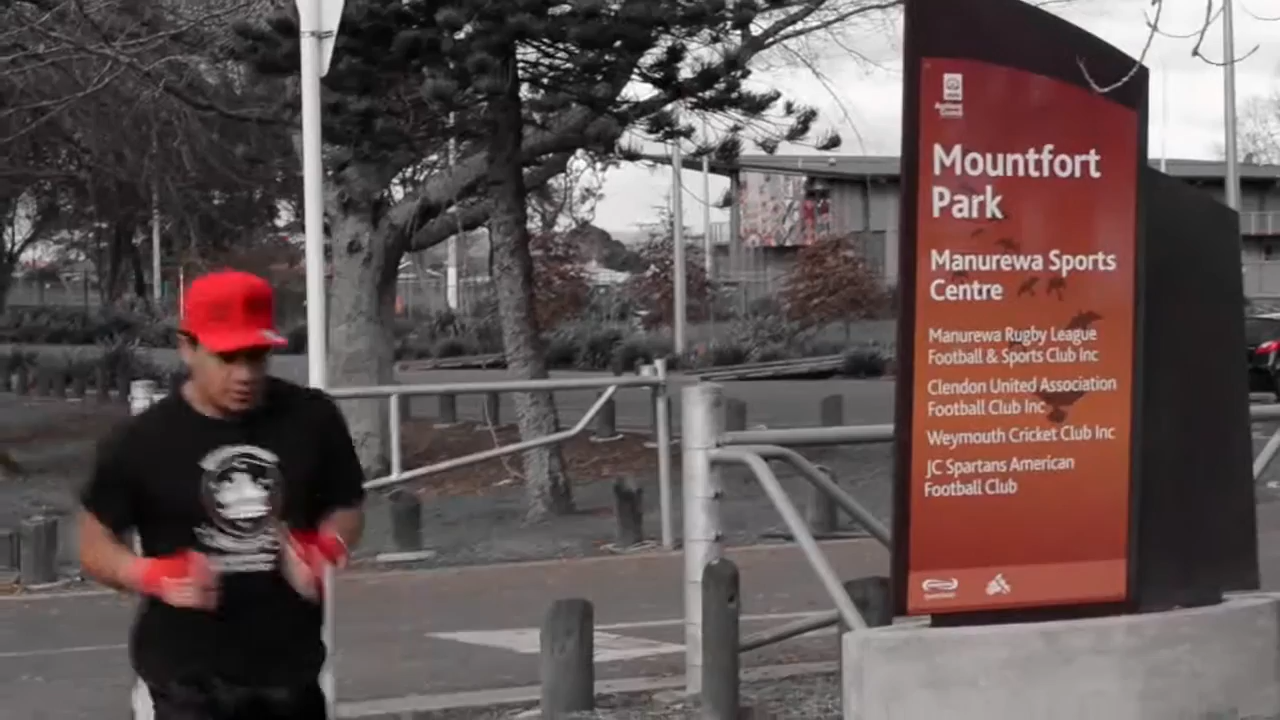 Mountfort
Park
Manurewa Sports
Centre
Manurewa Rugby League
Football & Sports Club Inc
Clendon United Association
Football Club Inc
Weymouth Cricket Club Inc
JC Spartans American
Football Club